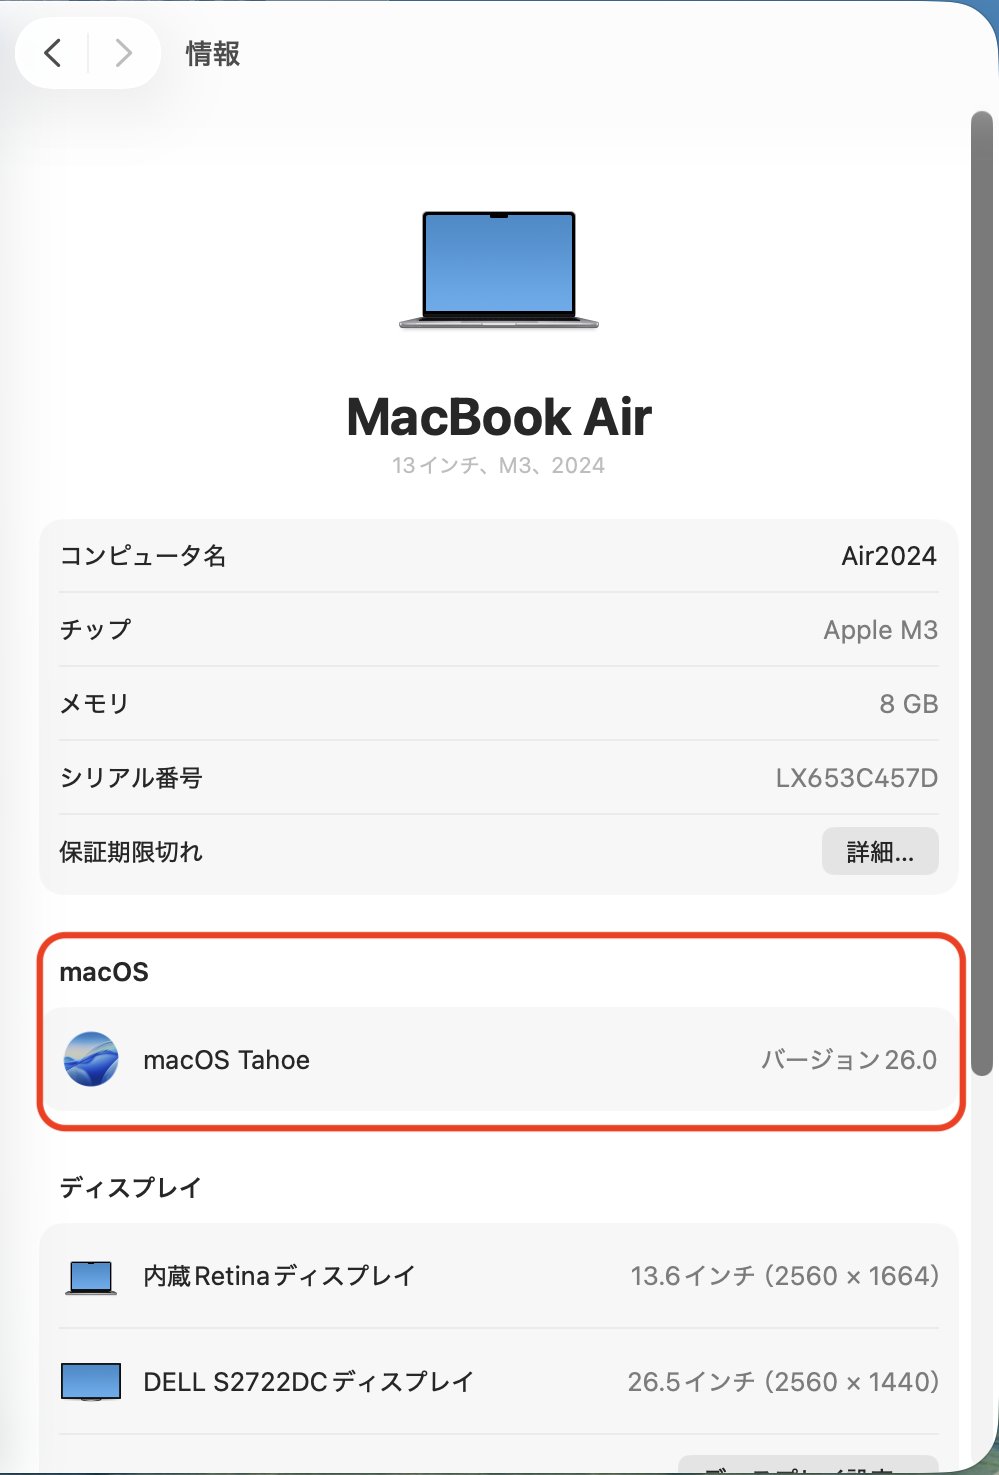 情報
MacBook Air
13インチ、M3、2024
コンピュータ名 Air2024
チップ Apple M3
メモリ 8 GB
シリアル番号 LX653C457D
保証期限切れ 詳細...
macOS
macOS Tahoe バージョン26.0
ディスプレイ
内蔵Retinaディスプレイ 13.6インチ（2560 × 1664）
DELL S2722DCディスプレイ 26.5インチ（2560 × 1440）